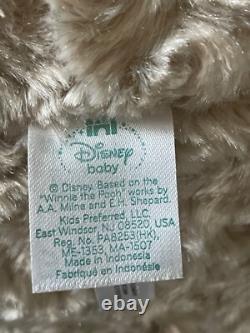 Disney
baby
© Disney. Based on the
"Winnie the Pooh" works by
A.A. Milne and E.H. Shepard.
Kids Preferred, LLC.
East Windsor NJ 08520, USA
Reg. No. PA8253(HK),
ME-1353, MA-1507
Made in Indonesia
Fabriqué en Indonésie